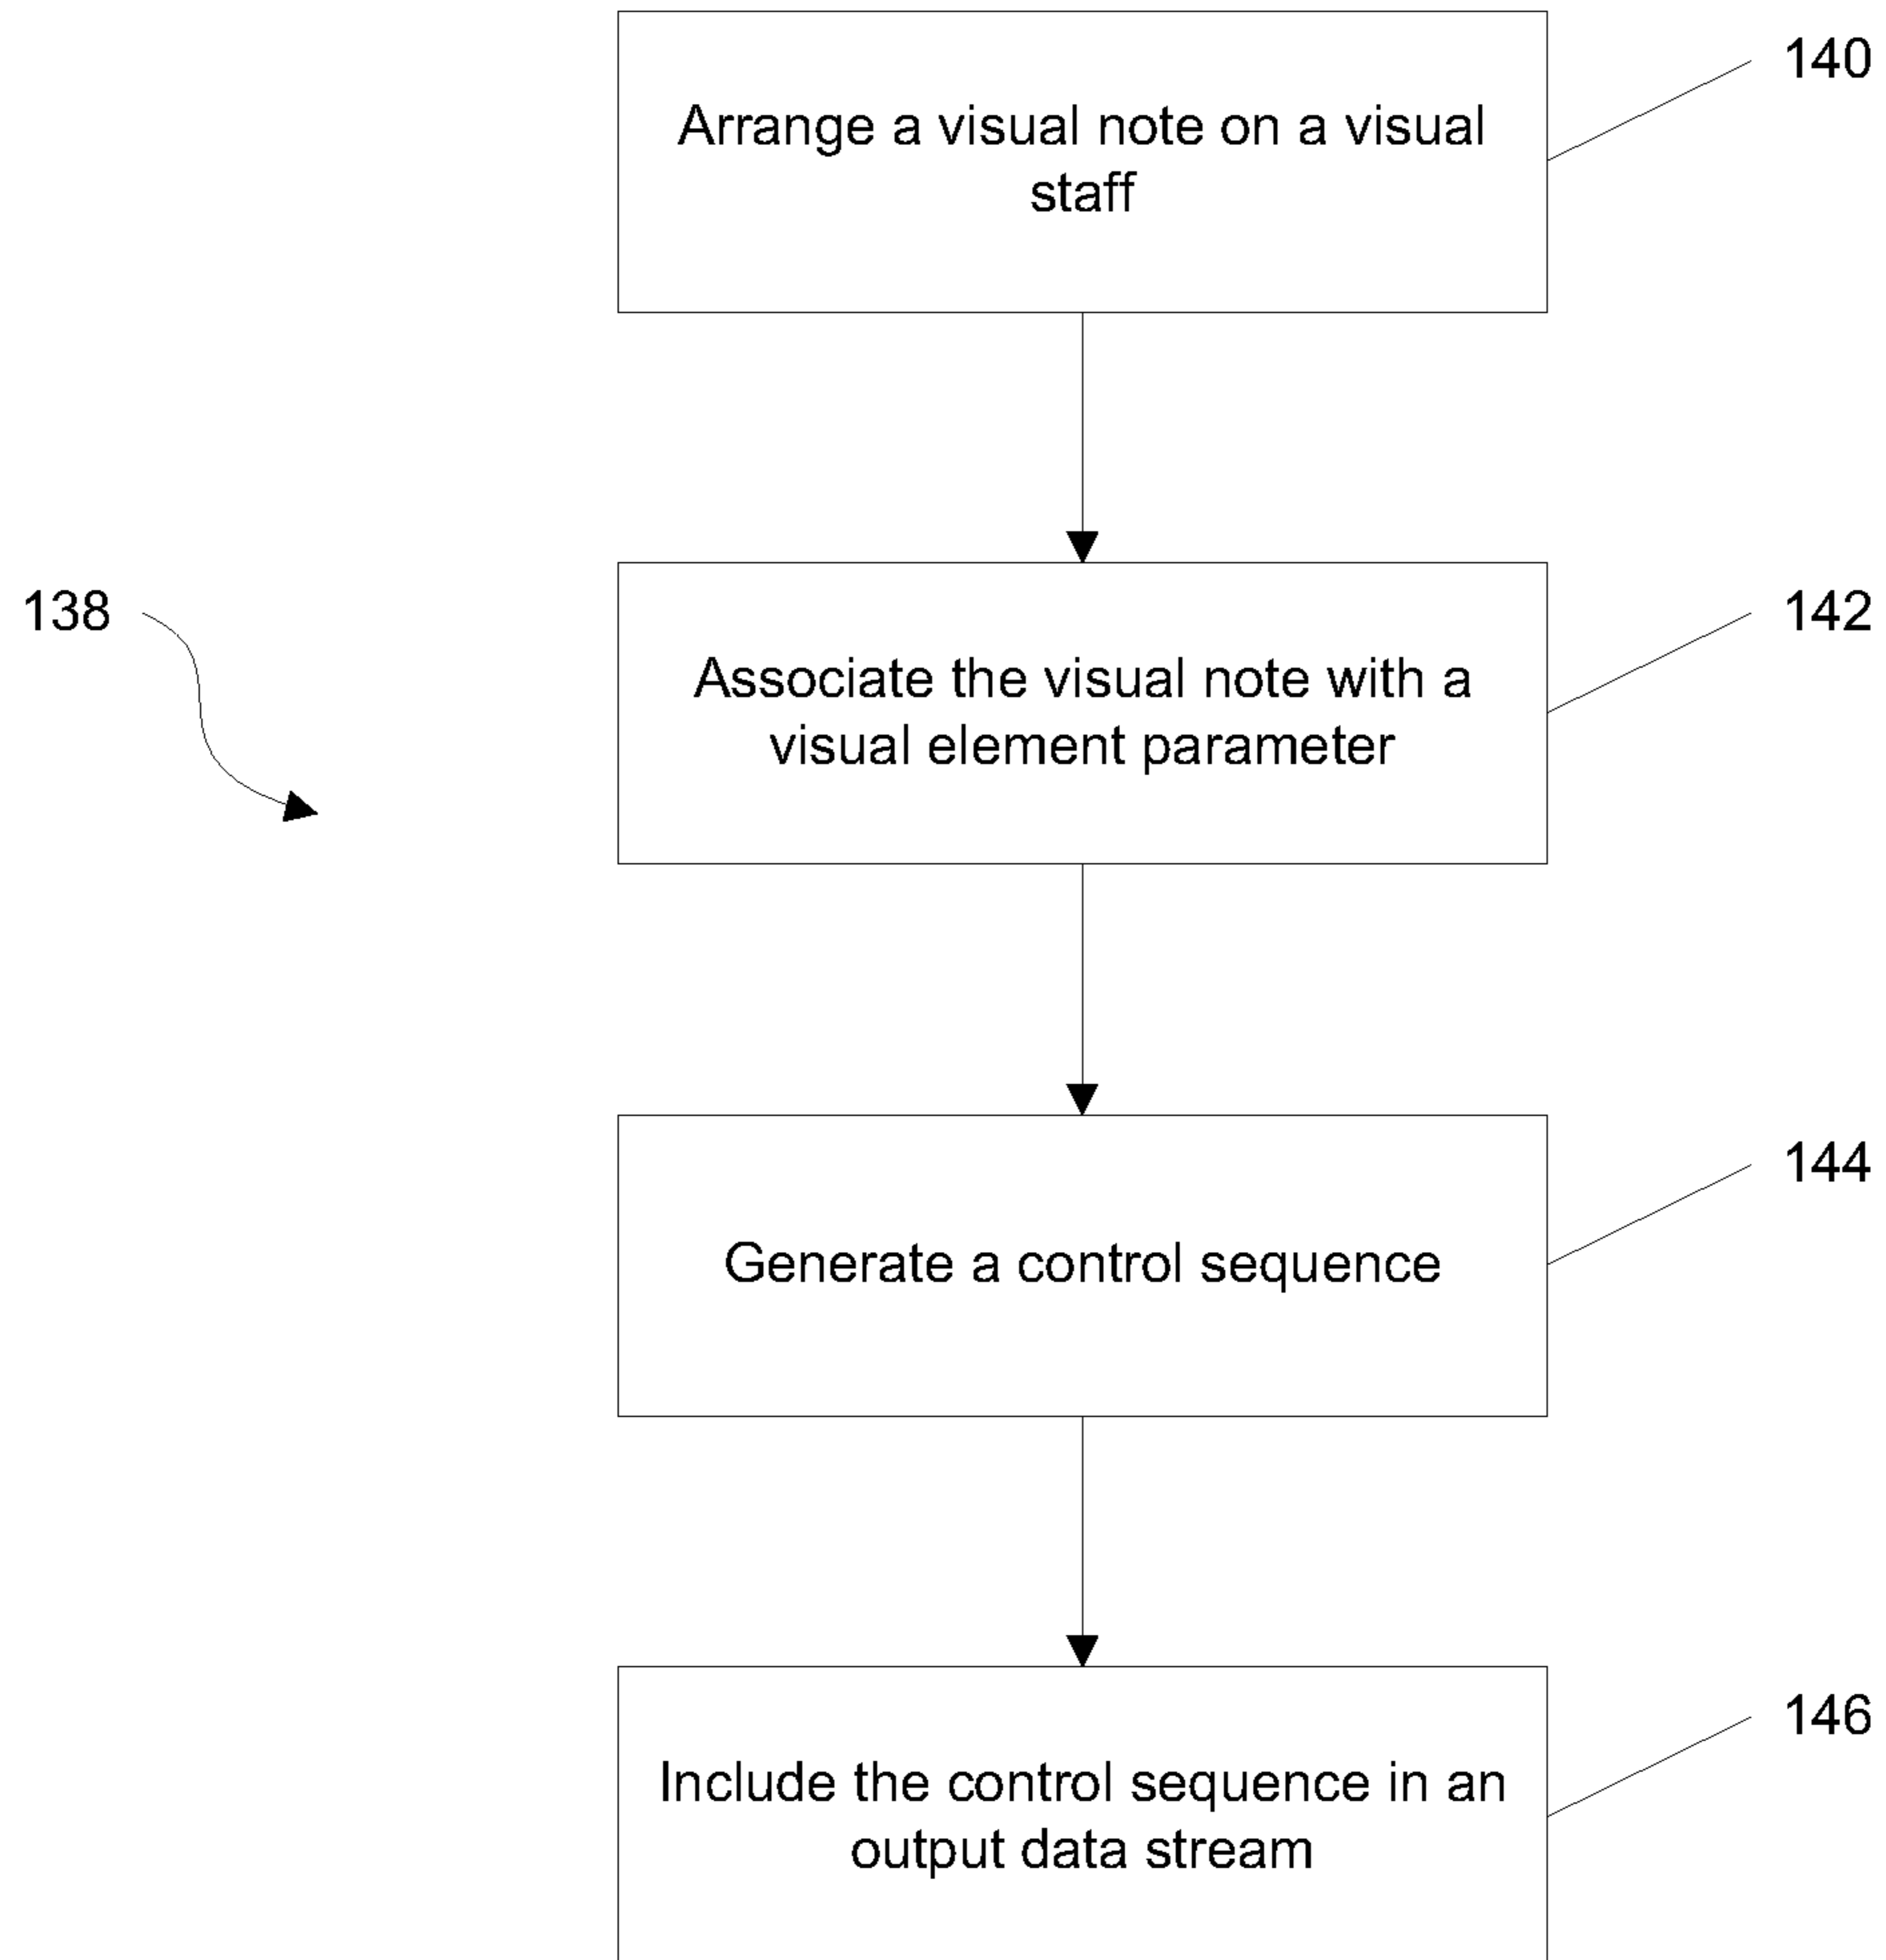 140
Arrange a visual note on a visual
staff
138
142
Associate the visual note with a
visual element parameter
144
Generate a control sequence
146
Include the control sequence in an
output data stream